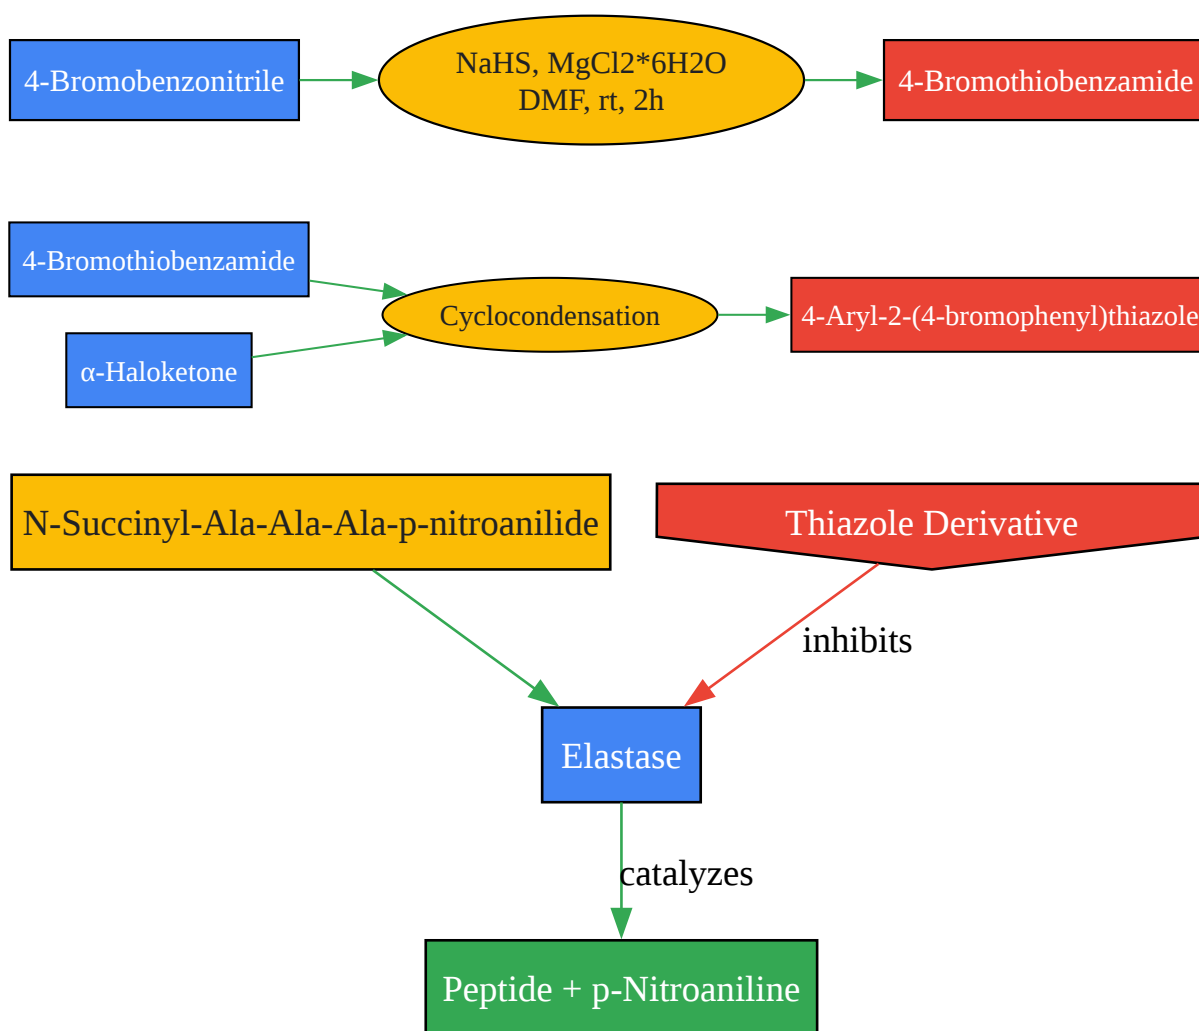 4-Bromobenzonitrile
NaHS, MgCl2*6H2O
DMF, rt, 2h
4-Bromothiobenzamide
4-Bromothiobenzamide
α-Haloketone
Cyclocondensation
4-Aryl-2-(4-bromophenyl)thiazole
N-Succinyl-Ala-Ala-Ala-p-nitroanilide
Thiazole Derivative
inhibits
Elastase
catalyzes
Peptide + p-Nitroaniline